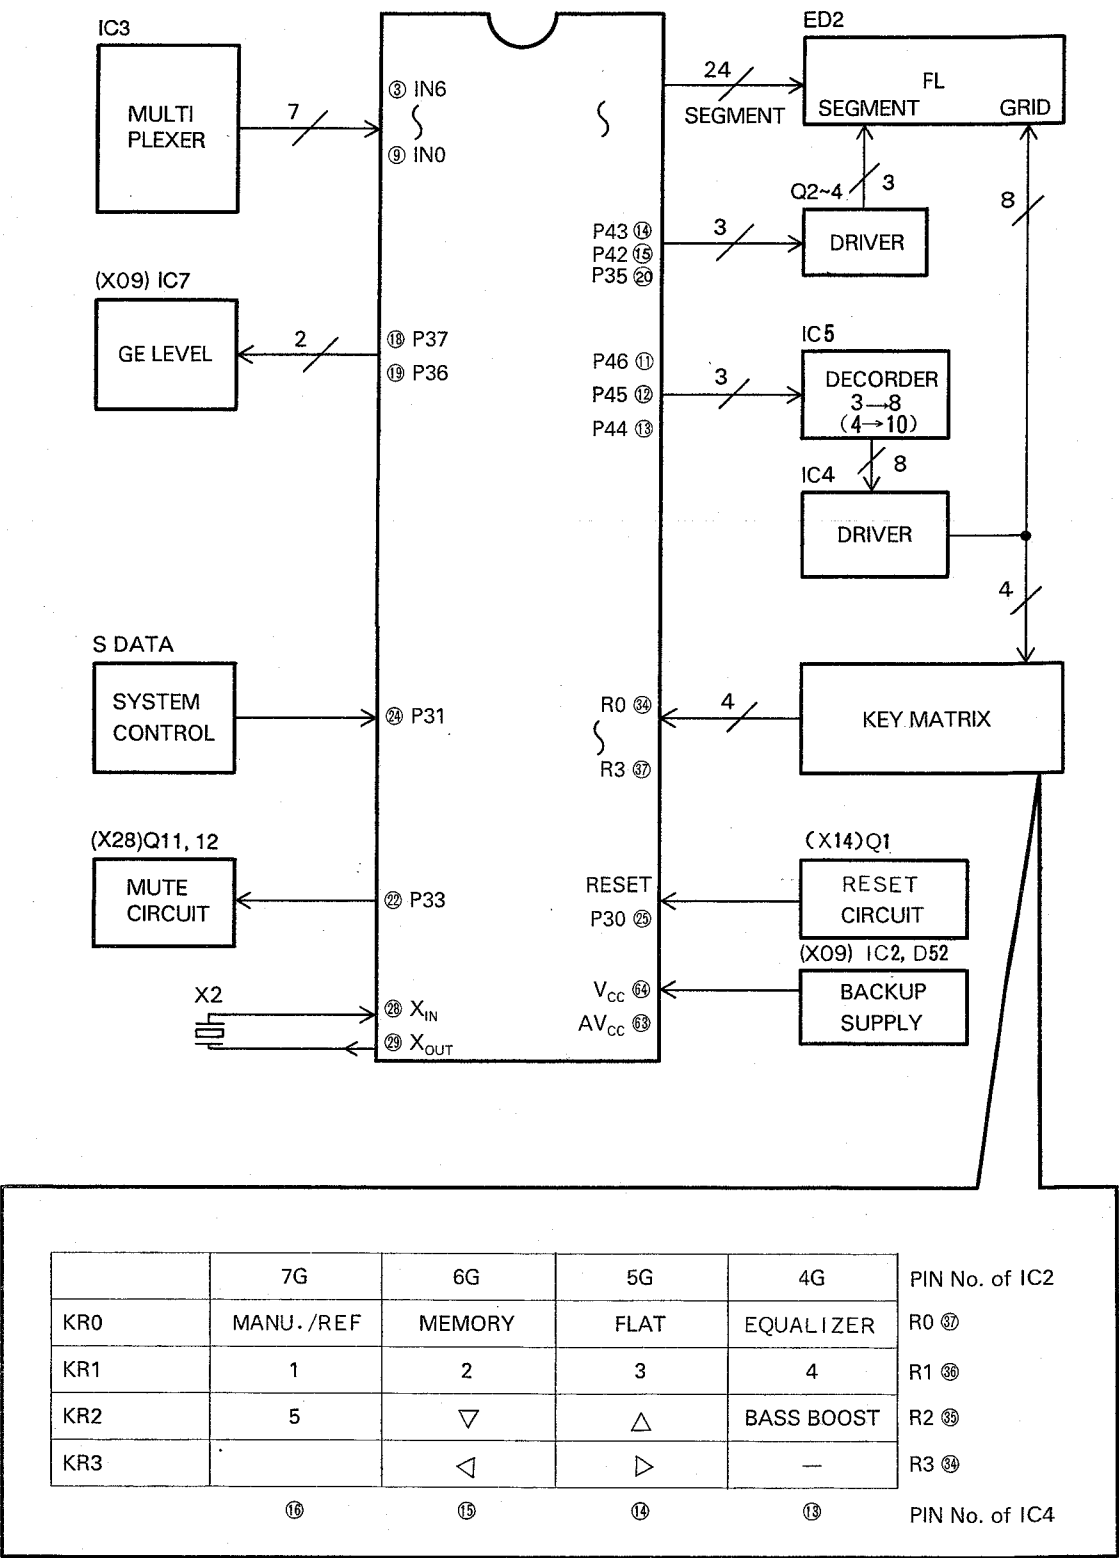 IC3
MULTI
PLEXER
7
③ IN6
⑨ IN0
24
SEGMENT
ED2
FL
SEGMENT
GRID
8
Q2~4
3
DRIVER
3
P43 ⑭
P42 ⑮
P35 ⑳
(X09) IC7
GE LEVEL
2
⑱ P37
⑲ P36
P46 ⑪
P45 ⑫
P44 ⑬
3
IC5
DECORDER
3→8
(4→10)
8
IC4
DRIVER
4
S DATA
SYSTEM
CONTROL
㉔ P31
R0 ㉞
R3 ㊲
4
KEY MATRIX
(X28)Q11, 12
MUTE
CIRCUIT
㉒ P33
RESET
P30 ㉕
(X14)Q1
RESET
CIRCUIT
(X09) IC2, D52
BACKUP
SUPPLY
VCC 64
AVCC 63
X2
㉘ XIN
㉙ XOUT
7G 6G 5G 4G PIN No. of IC2
KR0 MANU./REF MEMORY FLAT EQUALIZER R0 ㊲
KR1 1 2 3 4 R1 ㊱
KR2 5 ▽ △ BASS BOOST R2 ㉟
KR3 ◁ ▷ — R3 ㉞
⑯ ⑮ ⑭ ⑬ PIN No. of IC4